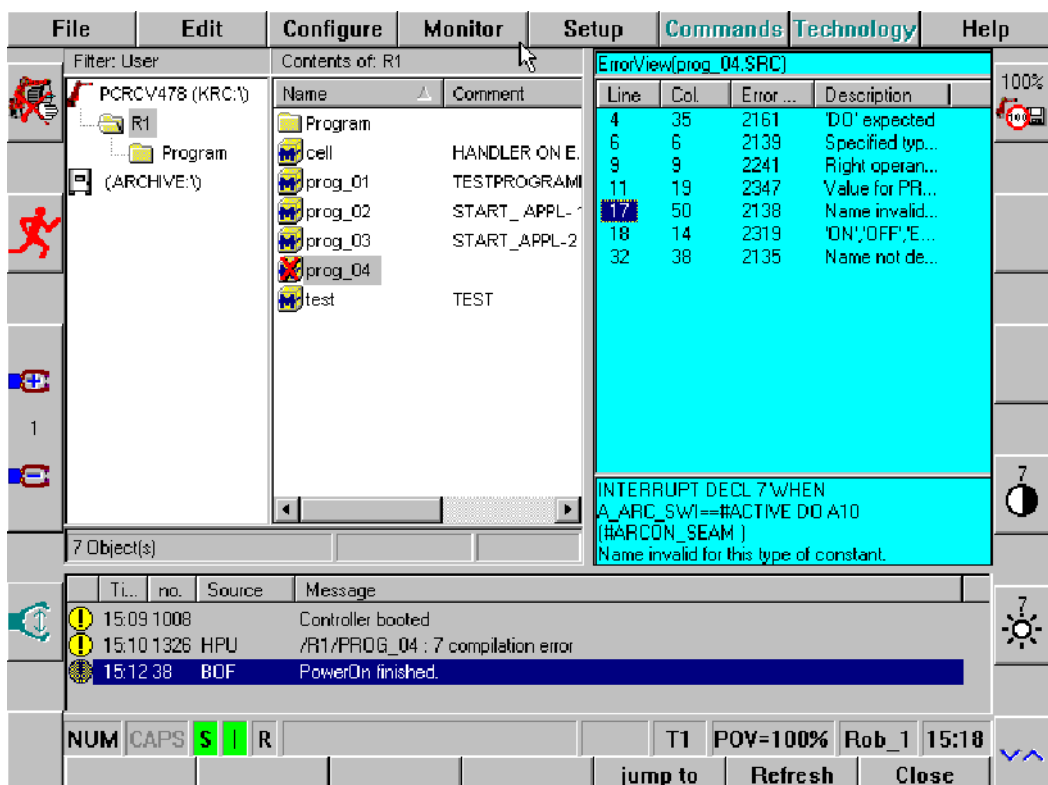 File Edit Configure Monitor Setup Commands Technology Help
Filter: User
PCRCV478 (KRC:\)
R1
Program
(ARCHIVE:\)
Contents of: R1
Name Comment
Program
cell HANDLER ON E.
prog_01 TESTPROGRAMM
prog_02 START_ APPL-1
prog_03 START_APPL-2
prog_04
test TEST
7 Object(s)
ErrorView(prog_04.SRC)
Line Col. Error ... Description
4 35 2161 'DO' expected
6 6 2139 Specified typ...
9 9 2241 Right operan...
11 19 2347 Value for PR...
17 50 2138 Name invalid...
18 14 2319 'ON','OFF','E...
32 38 2135 Name not de...
INTERRUPT DECL 7 WHEN
A_ARC_SWI==#ACTIVE DO A10
(#ARCON_SEAM )
Name invalid for this type of constant.
1
100%
100
7
7
Ti... no. Source Message
15:09 1008 Controller booted
15:10 1326 HPU /R1/PROG_04 : 7 compilation error
15:12 38 BOF PowerOn finished.
NUM CAPS S I R T1 POV=100% Rob_1 15:18
jump to Refresh Close